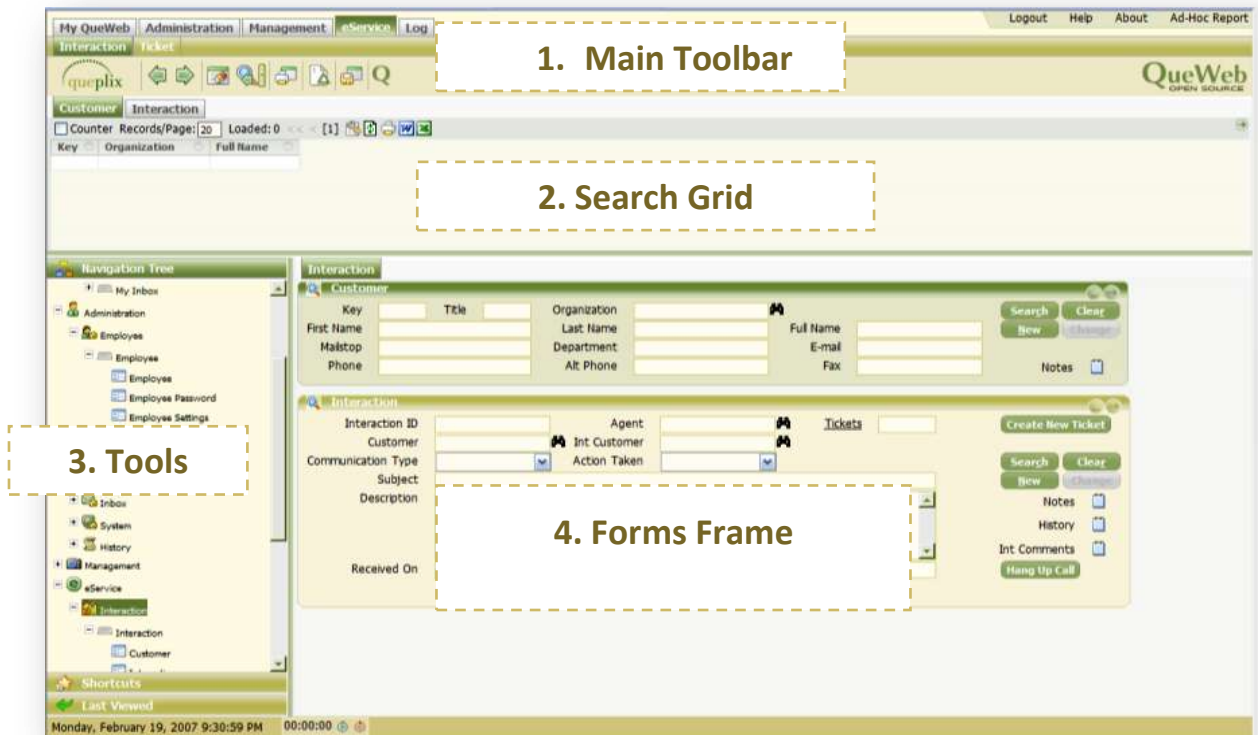 Logout Help About Ad-Hoc Report
My QueWeb Administration Management eService Log
Interaction Ticket
1. Main Toolbar
queplix Q QueWeb
OPEN SOURCE
Customer Interaction
Counter Records/Page: 20 Loaded: 0 << < [1]
Key Organization Full Name
2. Search Grid
Navigation Tree
My Inbox
Administration
Employee
Employee
Employee
Employee Password
Employee Settings
3. Tools
Inbox
System
History
Management
eService
Interaction
Interaction
Customer
Shortcuts
Last Viewed
Interaction
Customer
Key Title Organization Search Clear
First Name Last Name Full Name New Change
Mailstop Department E-mail
Phone Alt Phone Fax Notes
Interaction
Interaction ID Agent Tickets Create New Ticket
Customer Int Customer
Communication Type Action Taken Search Clear
Subject New Change
Description Notes
4. Forms Frame
History
Int Comments
Received On Hang Up Call
Monday, February 19, 2007 9:30:59 PM 00:00:00